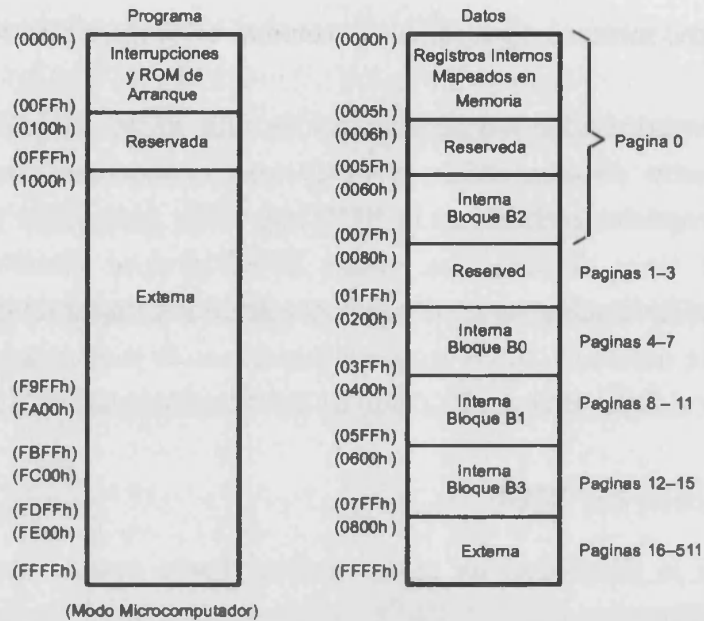 Programa
(0000h)
Interrupciones
y ROM de
Arranque
(00FFh)
(0100h)
Reservada
(0FFFh)
(1000h)
Externa
(F9FFh)
(FA00h)
(FBFFh)
(FC00h)
(FDFFh)
(FE00h)
(FFFFh)
(Modo Microcomputador)
Datos
(0000h)
Registros Internos
Mapeados en
Memoria
(0005h)
(0006h)
Reserveda
(005Fh)
(0060h)
Interna
Bloque B2
(007Fh)
Pagina 0
(0080h)
Reserved
Paginas 1–3
(01FFh)
(0200h)
Interna
Bloque B0
Paginas 4–7
(03FFh)
(0400h)
Interna
Bloque B1
Paginas 8 – 11
(05FFh)
(0600h)
Interna
Bloque B3
Paginas 12–15
(07FFh)
(0800h)
Externa
Paginas 16–511
(FFFFh)